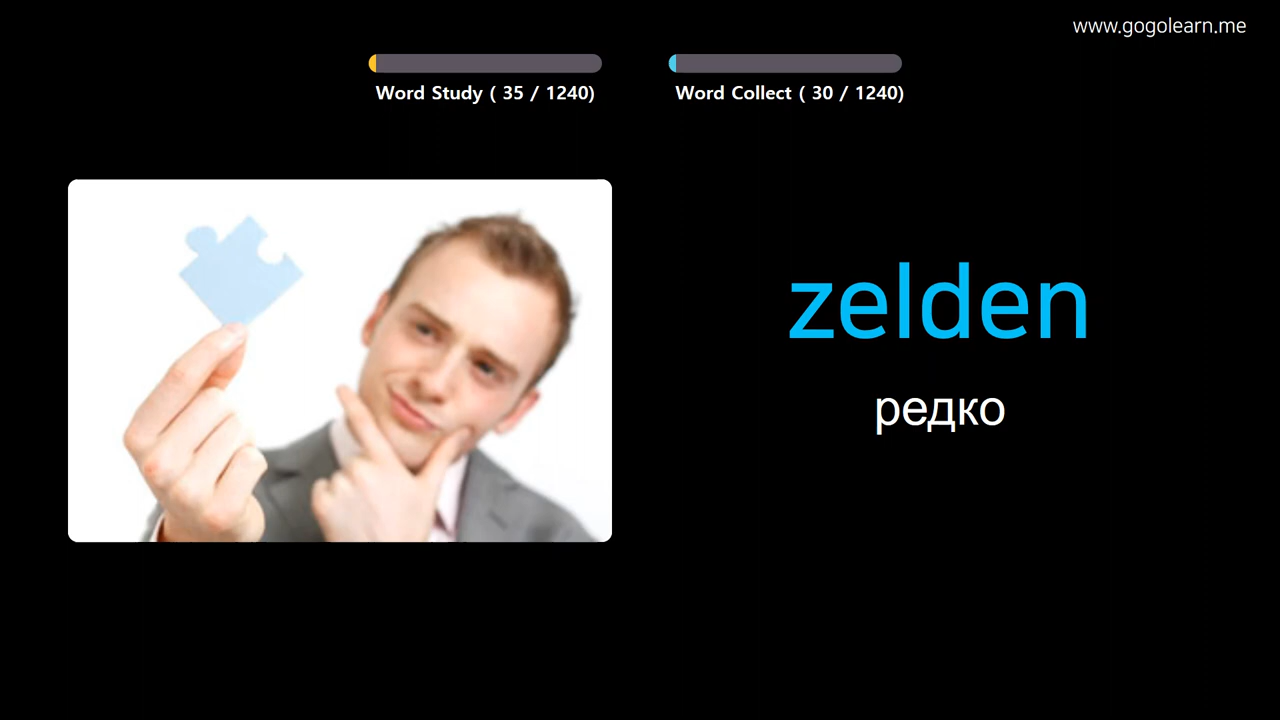 www.gogolearn.me
Word Study ( 35 / 1240)
Word Collect ( 30 / 1240)
zelden
редко